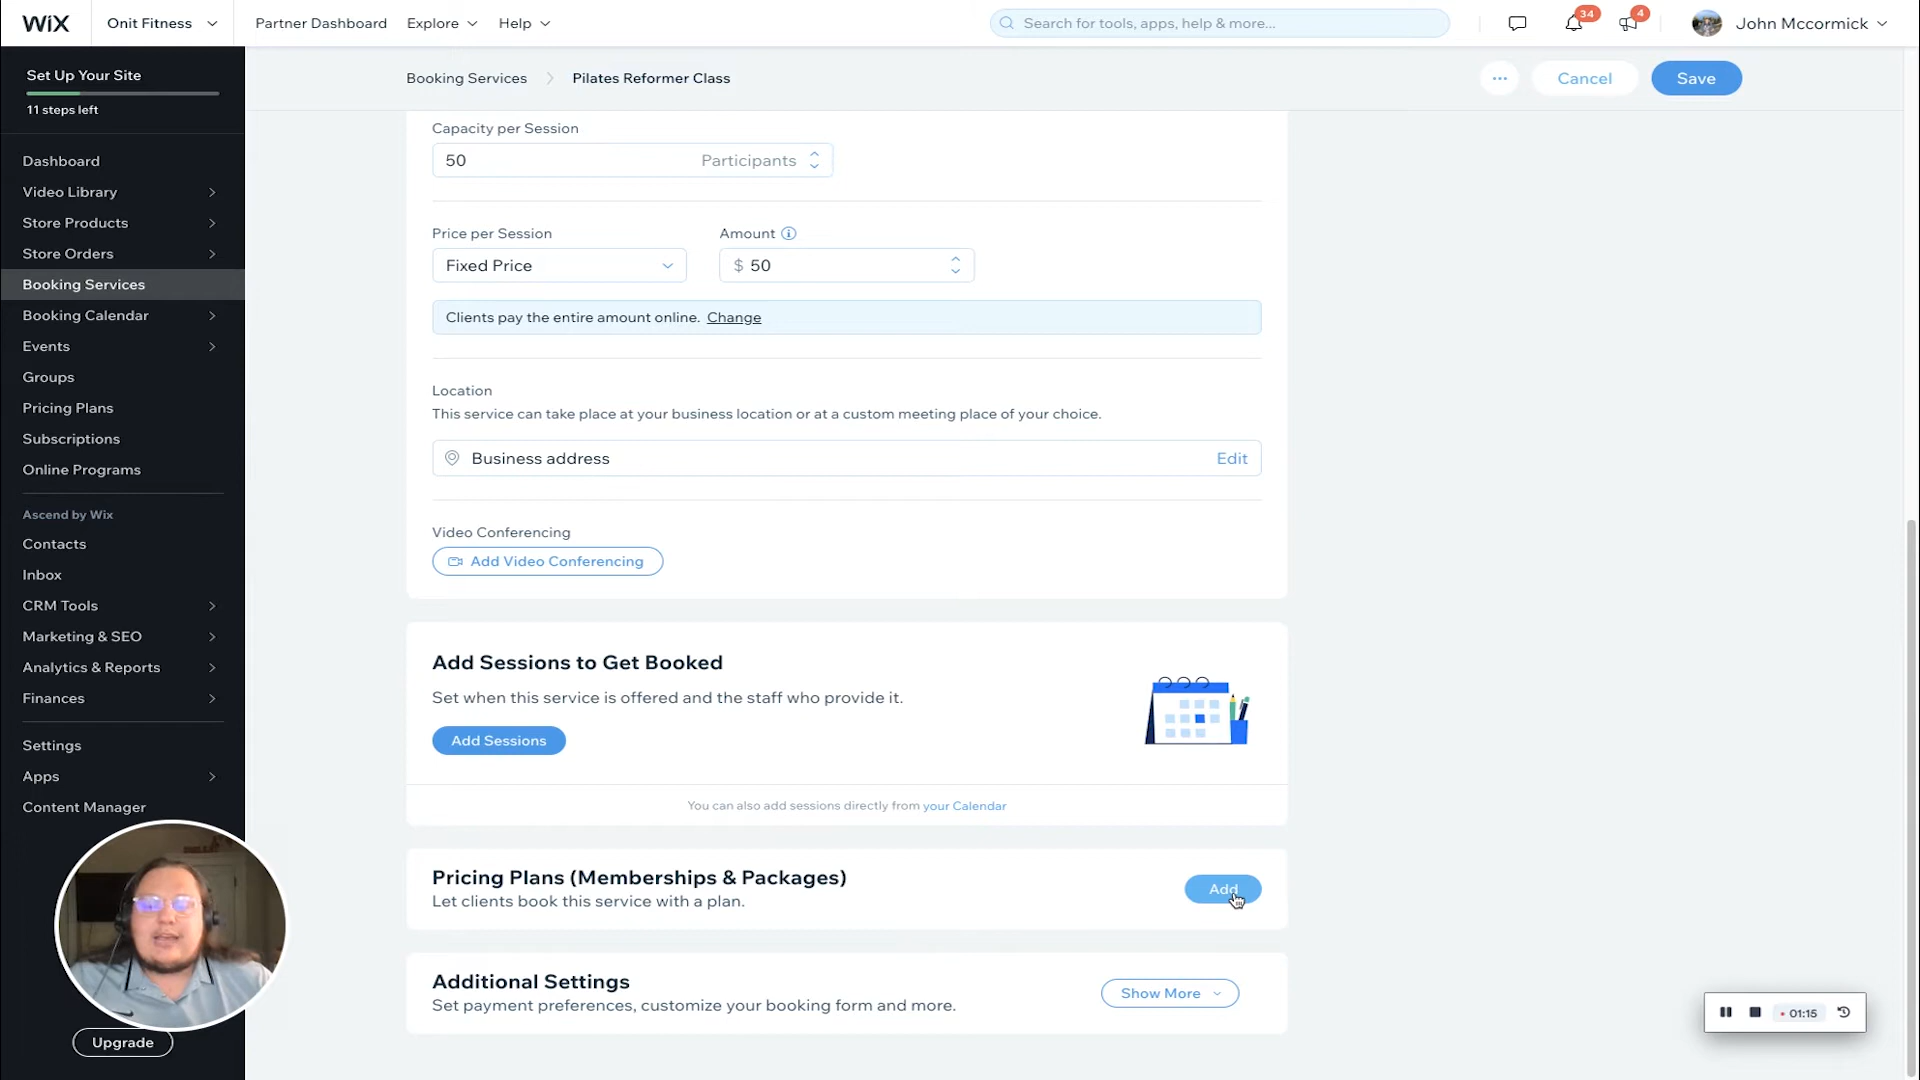 WiX
Onit Fitness
Partner Dashboard
Explore
Help
Search for tools, apps, help & more...
34
4
John Mccormick
Set Up Your Site
11 steps left
Dashboard
Video Library
Store Products
Store Orders
Booking Services
Booking Calendar
Events
Groups
Pricing Plans
Subscriptions
Online Programs
Ascend by Wix
Contacts
Inbox
CRM Tools
Marketing & SEO
Analytics & Reports
Finances
Settings
Apps
Content Manager
Upgrade
Booking Services
Pilates Reformer Class
Cancel
Save
Capacity per Session
50
Participants
Price per Session
Amount
Fixed Price
$ 50
Clients pay the entire amount online. Change
Location
This service can take place at your business location or at a custom meeting place of your choice.
Business address
Edit
Video Conferencing
Add Video Conferencing
Add Sessions to Get Booked
Set when this service is offered and the staff who provide it.
Add Sessions
You can also add sessions directly from your Calendar
Pricing Plans (Memberships & Packages)
Let clients book this service with a plan.
Add
Additional Settings
Set payment preferences, customize your booking form and more.
Show More
01:15